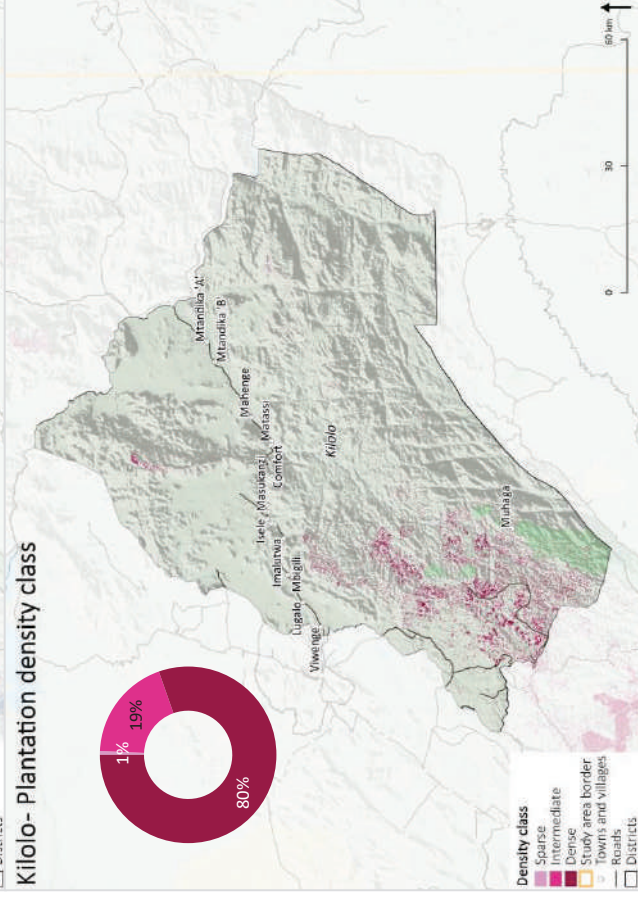 Districts
Kilolo- Plantation density class
1%
19%
80%
Mtandika 'A'
Mtandika 'B'
Mahenge
Matassi
Comfort
Masukanzi
Isele
Imalutwa
Mbigili
Lugalo
Viwenge
Kilolo
Muhaga
Density class
Sparse
Intermediate
Dense
Study area border
Towns and villages
Roads
Districts
0
30
60 km